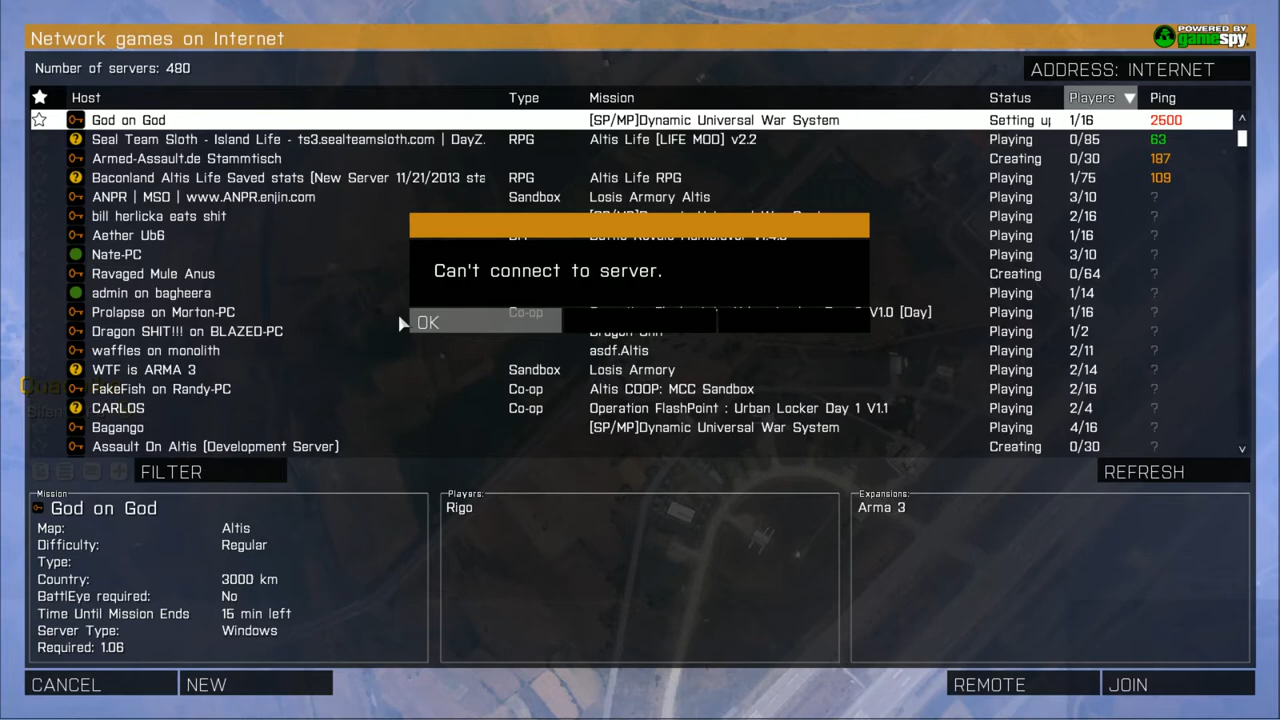 Network games on Internet
POWERED BY
gamespy
Number of servers: 480
ADDRESS: INTERNET
Host Type Mission Status Players Ping
God on God [SP/MP]Dynamic Universal War System Setting up 1/16 2500
Seal Team Sloth - Island Life - ts3.sealteamsloth.com | DayZ. RPG Altis Life [LIFE MOD] v2.2 Playing 0/85 63
Armed-Assault.de Stammtisch Creating 0/30 187
Baconland Altis Life Saved stats (New Server 11/21/2013 sta RPG Altis Life RPG Playing 1/75 109
ANPR | MSO | www.ANPR.enjin.com Sandbox Losis Armory Altis Playing 3/10 ?
bill herlicka eats shit Playing 2/16 ?
Aether Ub6 Playing 1/16 ?
Nate-PC Playing 3/10 ?
Ravaged Mule Anus Creating 0/64 ?
admin on bagheera Playing 1/14 ?
Prolapse on Morton-PC Co-op V1.0 [Day] Playing 2/16 ?
Dragon SHIT!!! on BLAZED-PC Playing 1/2 ?
waffles on monolith asdf.Altis Playing 2/11 ?
WTF is ARMA 3 Sandbox Losis Armory Playing 2/14 ?
FakeFish on Randy-PC Co-op Altis COOP: MCC Sandbox Playing 2/16 ?
CARLOS Co-op Operation FlashPoint : Urban Locker Day 1 V1.1 Playing 2/4 ?
Bagango [SP/MP]Dynamic Universal War System Playing 4/16 ?
Assault On Altis (Development Server) Creating 0/30 ?
Can't connect to server.
OK
FILTER
REFRESH
Mission
God on God
Map: Altis
Difficulty: Regular
Type:
Country: 3000 km
BattlEye required: No
Time Until Mission Ends 15 min left
Server Type: Windows
Required: 1.06
Players:
Rigo
Expansions:
Arma 3
CANCEL
NEW
REMOTE
JOIN